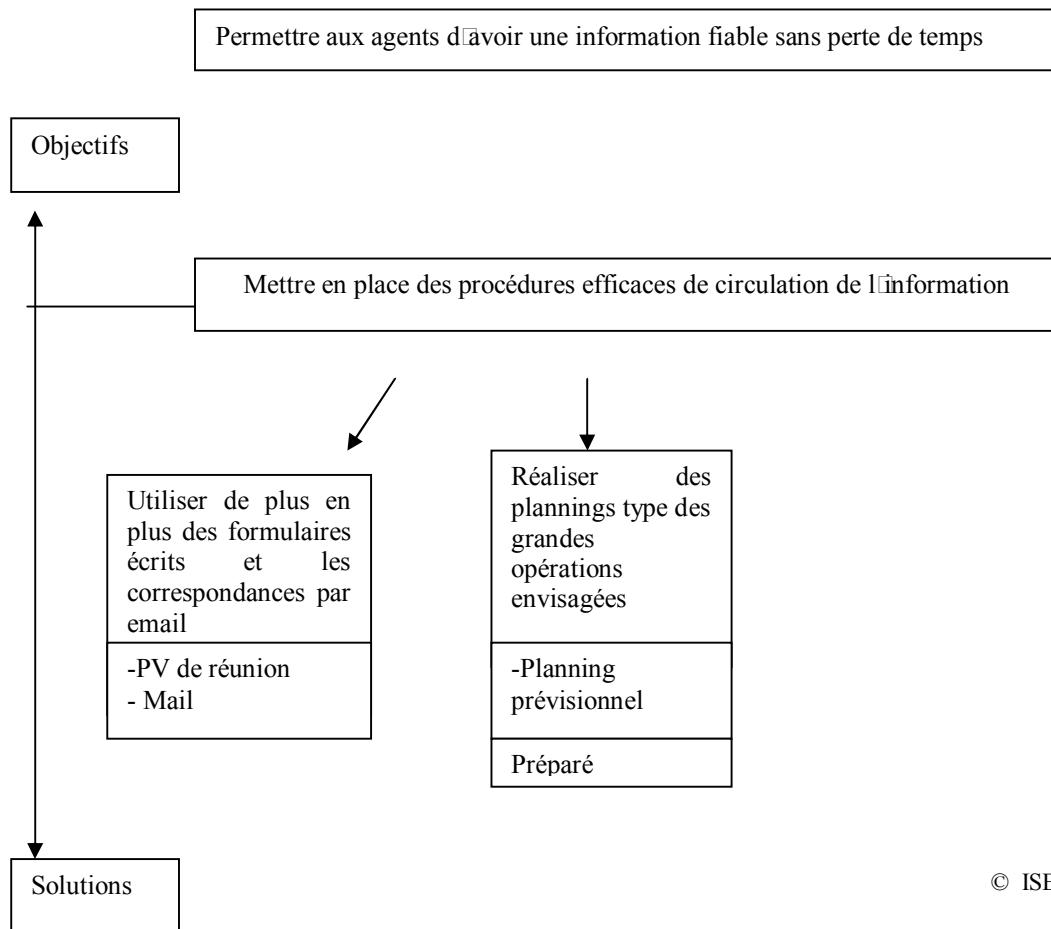 Permettre aux agents d□avoir une information fiable sans perte de temps
Objectifs
Mettre en place des procédures efficaces de circulation de l□information
Utiliser de plus en
plus des formulaires
écrits et les
correspondances par
email
-PV de réunion
- Mail
Réaliser des
plannings type des
grandes
opérations
envisagées
-Planning
prévisionnel
Préparé
Solutions
© ISE